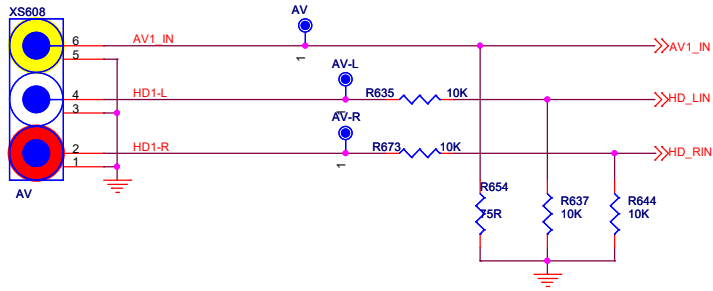 XS608
AV
6
AV1_IN
AV1_IN
5
1
AV-L
4
HD1-L
R635
10K
HD_LIN
3
1
AV-R
2
HD1-R
R673
10K
HD_RIN
1
1
AV
R654
75R
R637
10K
R644
10K